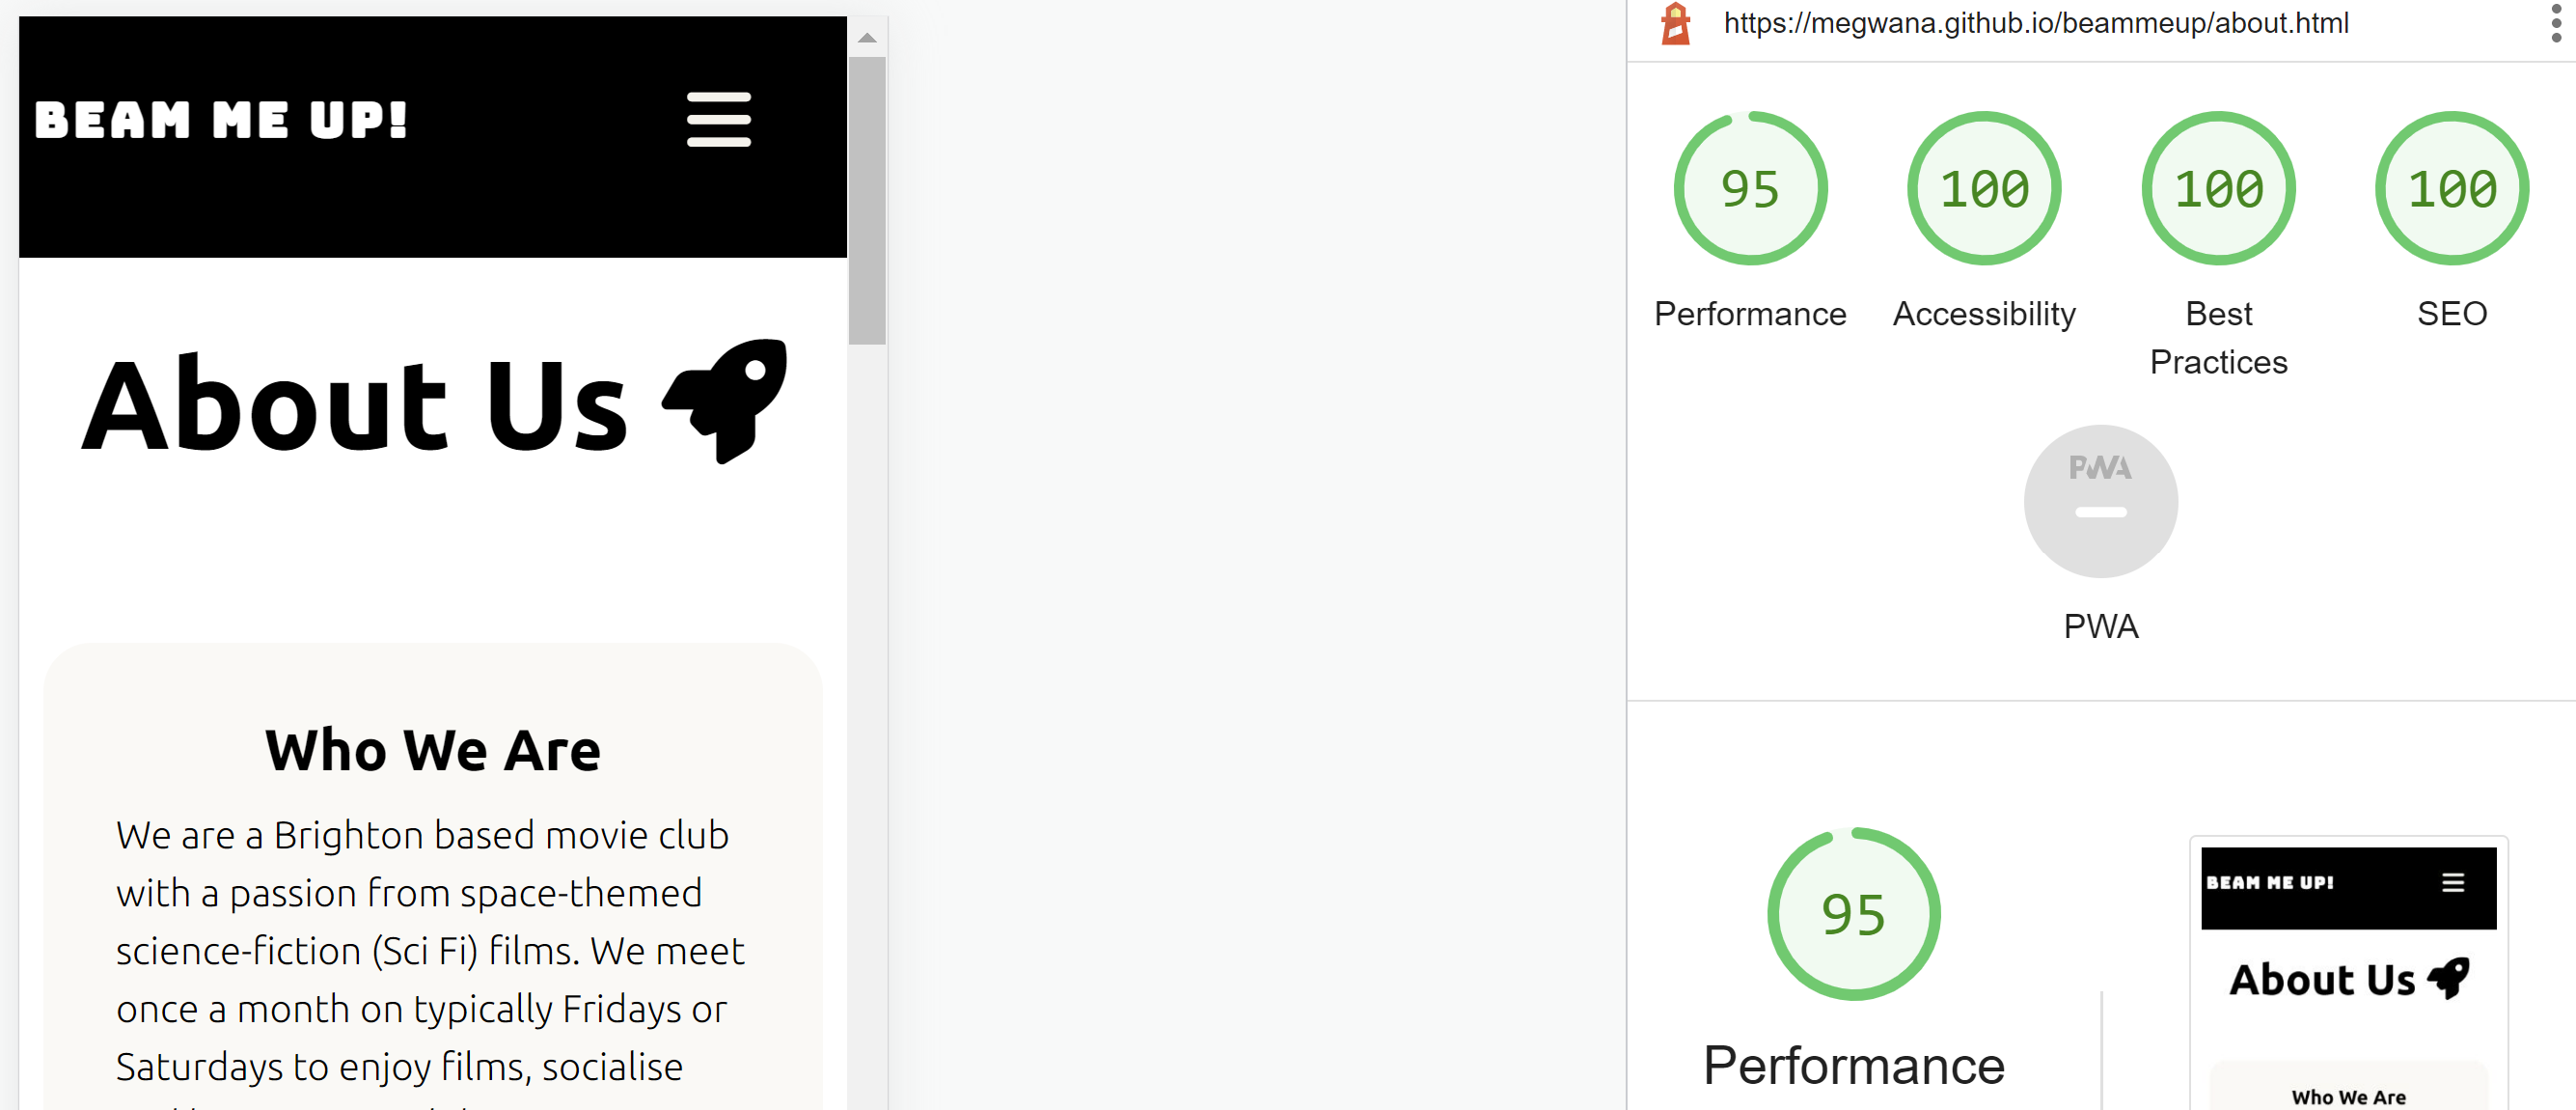 BEAM ME UP!
About Us
Who We Are
We are a Brighton based movie club
with a passion from space-themed
science-fiction (Sci Fi) films. We meet
once a month on typically Fridays or
Saturdays to enjoy films, socialise
https://megwana.github.io/beammeup/about.html
95
100
100
100
Performance
Accessibility
Best
Practices
SEO
PWA
PWA
95
Performance
BEAM ME UP!
About Us
Who We Are